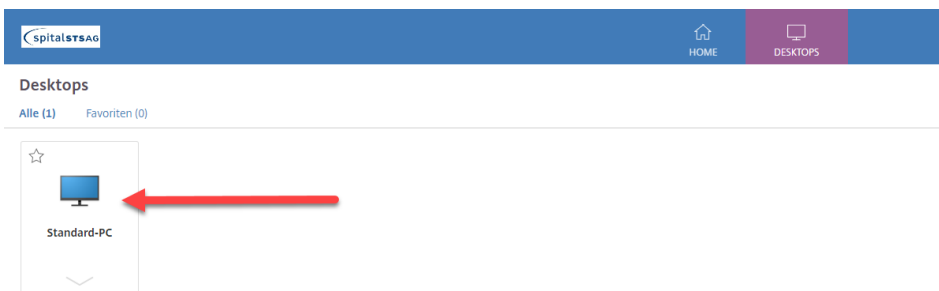 spitalSTSAG
HOME
DESKTOPS
Desktops
Alle (1)
Favoriten (0)
Standard-PC